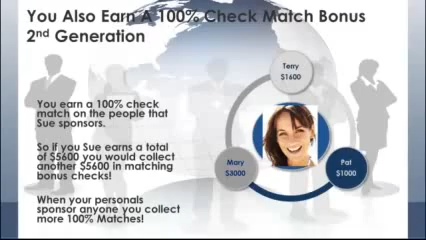 You Also Earn A 100% Check Match Bonus
2nd Generation
Terry
$1600
You earn a 100% check
match on the people that
Sue sponsors.
So if you Sue earns a total
of $5600 you would collect
another $5600 in matching
bonus checks!
When your personals
sponsor anyone you collect
more 100% Matches!
Mary
$3000
Pat
$1000